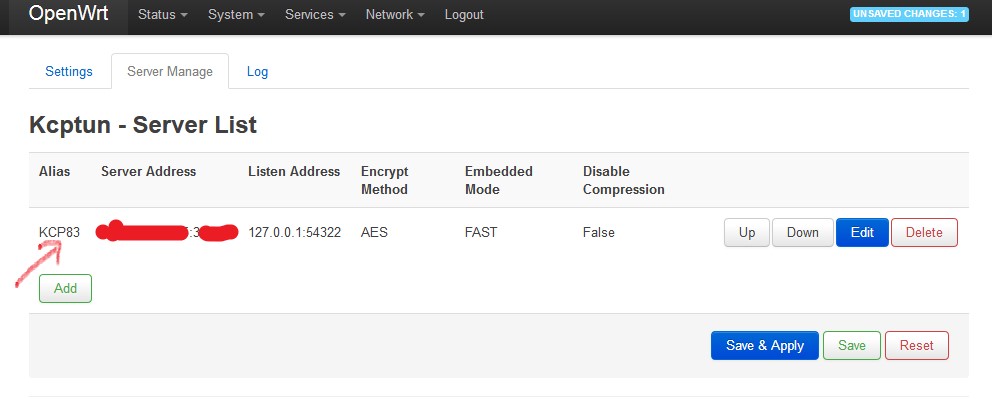 OpenWrt Status System Services Network Logout UNSAVED CHANGES: 1
Settings Server Manage Log
Kcptun - Server List
Alias Server Address Listen Address Encrypt Method Embedded Mode Disable Compression
KCP83 :3 127.0.0.1:54322 AES FAST False Up Down Edit Delete
Add
Save & Apply Save Reset